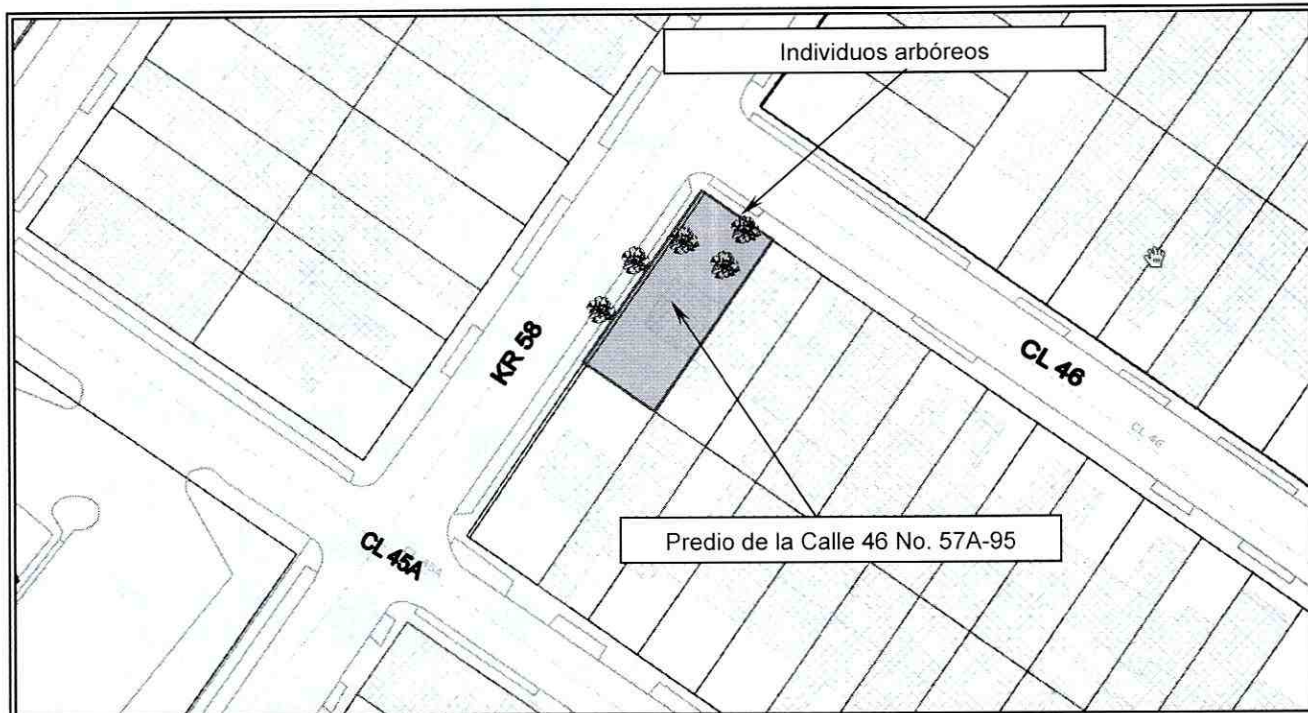 Individuos arbóreos
KR 58
CL 46
CL 46
Predio de la Calle 46 No. 57A-95
CL 45A